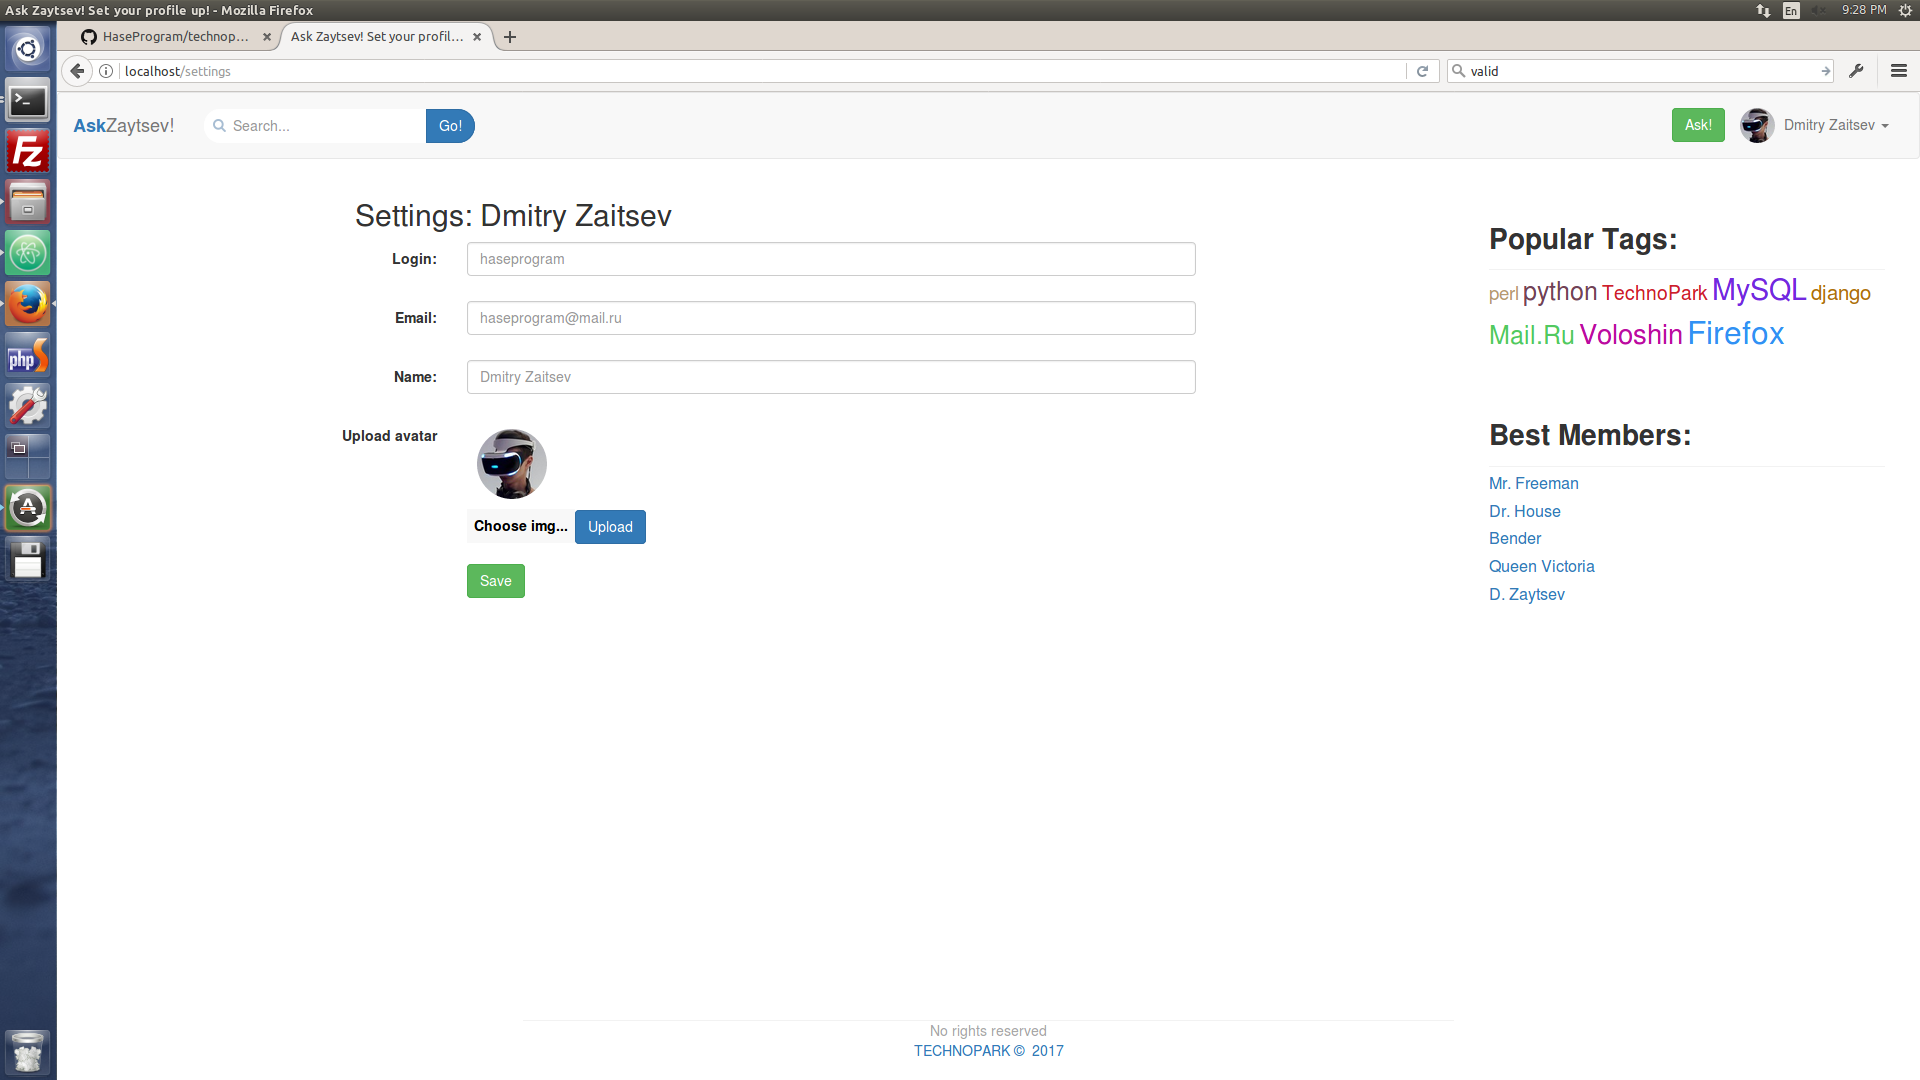 Ask Zaytsev! Set your profile up! - Mozilla Firefox
En
9:28 PM
HaseProgram/technop...
Ask Zaytsev! Set your profil...
localhost/settings
valid
AskZaytsev!
Search...
Go!
Ask!
Dmitry Zaitsev
Settings: Dmitry Zaitsev
Login:
haseprogram
Email:
haseprogram@mail.ru
Name:
Dmitry Zaitsev
Upload avatar
Choose img...
Upload
Save
Popular Tags:
perl python TechnoPark MySQL django
Mail.Ru Voloshin Firefox
Best Members:
Mr. Freeman
Dr. House
Bender
Queen Victoria
D. Zaytsev
No rights reserved
TECHNOPARK © 2017
Fz
php
A